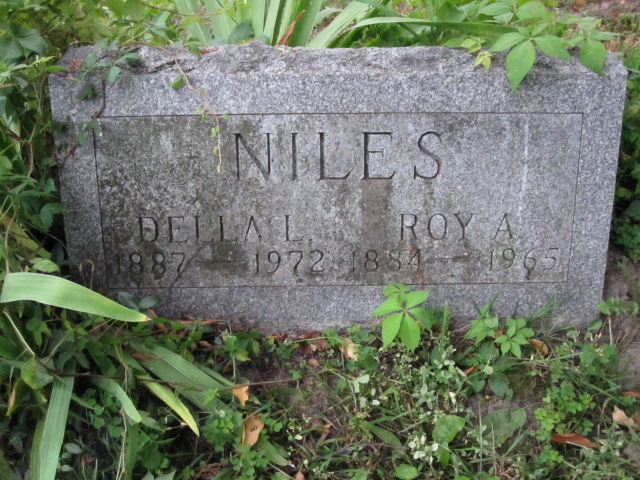 NILES
DELLA L. ROY A.
1887 — 1972 1884 — 1965